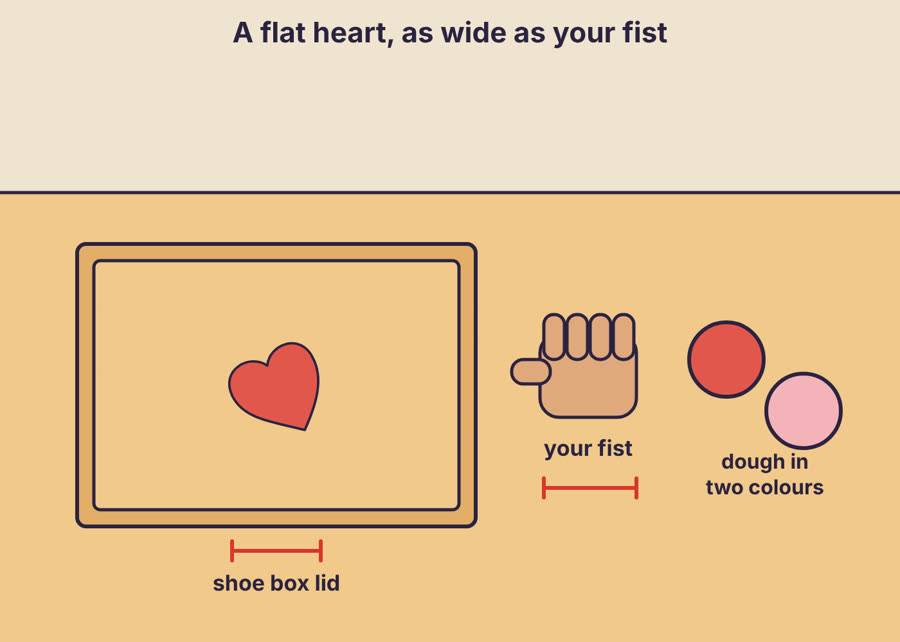 A flat heart, as wide as your fist
your fist
dough in
two colours
shoe box lid